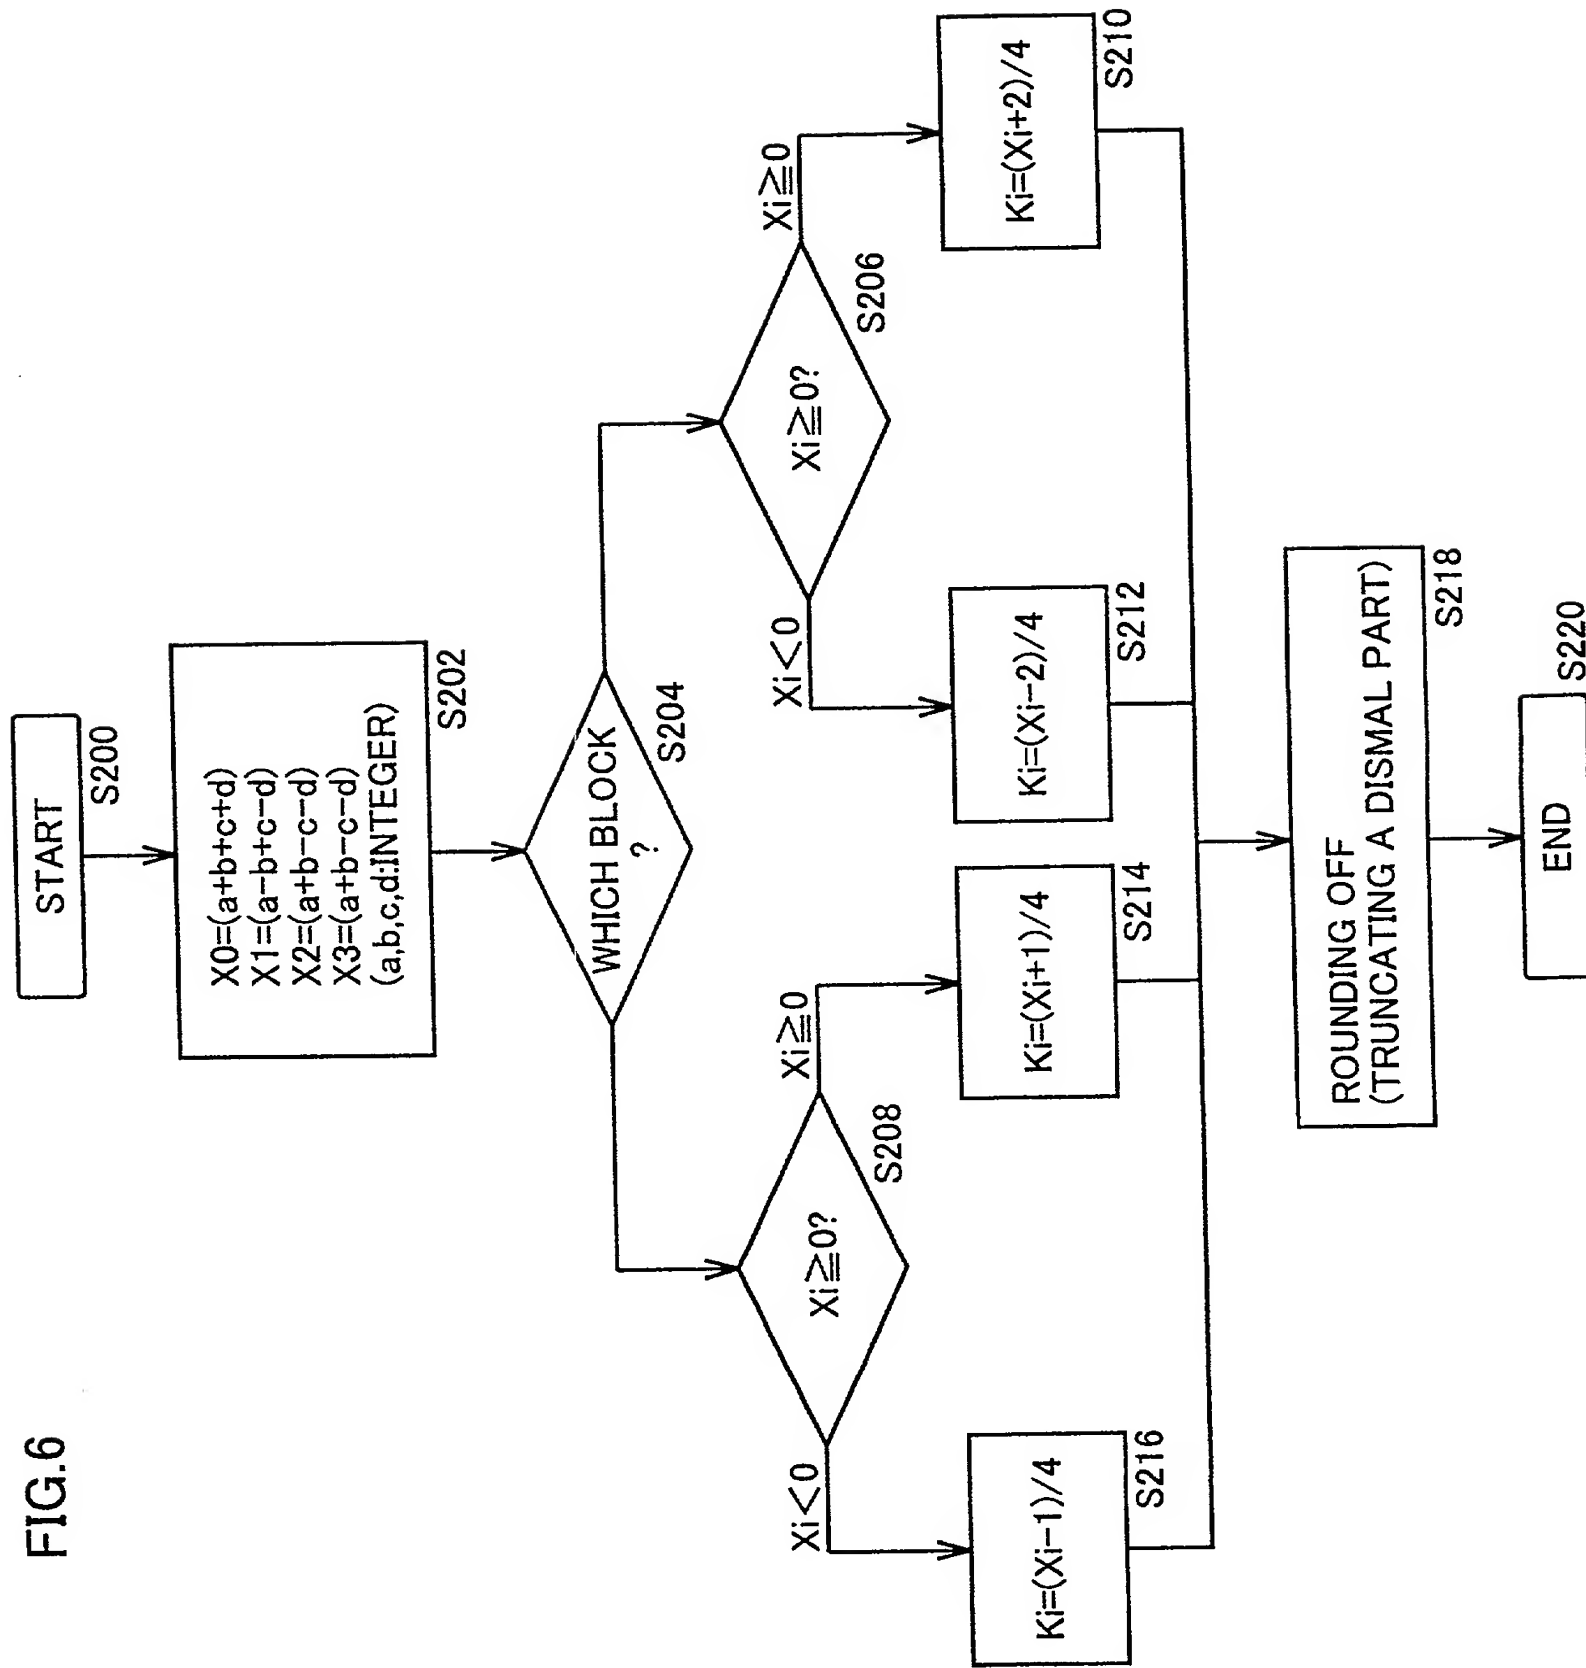 FIG.6
START
S200
X0=(a+b+c+d)
X1=(a-b+c-d)
X2=(a+b-c-d)
X3=(a+b-c-d)
(a,b,c,d:INTEGER)
S202
WHICH BLOCK
?
S204
Xi<0
Xi≧0?
S208
Xi≧0
Xi<0
Xi≧0?
S206
Xi≧0
Ki=(Xi-1)/4
S216
Ki=(Xi+1)/4
S214
Ki=(Xi-2)/4
S212
Ki=(Xi+2)/4
S210
ROUNDING OFF
(TRUNCATING A DISMAL PART)
S218
END
S220